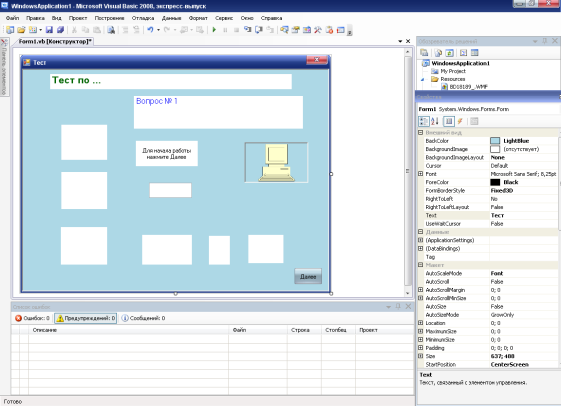 WindowsApplication1 - Microsoft Visual Basic 2008, экспресс-выпуск
Файл Правка Вид Проект Построение Отладка Данные Формат Сервис Окно Справка
Form1.vb [Конструктор]*
Тест
Тест по ...
Вопрос № 1
Для начала работы
нажмите Далее
Далее
WindowsApplication1
My Project
Resources
BD18189_.WMF
Form1 System.Windows.Forms.Form
Внешний вид
BackColor LightBlue
BackgroundImage (отсутствует)
BackgroundImageLayout None
Cursor Default
Font Microsoft Sans Serif; 8,25pt
ForeColor Black
FormBorderStyle Fixed3D
RightToLeft No
RightToLeftLayout False
Text Тест
UseWaitCursor False
Данные
(ApplicationSettings)
(DataBindings)
Tag
Макет
AutoScaleMode Font
AutoScroll False
AutoScrollMargin 0; 0
AutoScrollMinSize 0; 0
AutoSize False
AutoSizeMode GrowOnly
Location 0; 0
MaximumSize 0; 0
MinimumSize 0; 0
Padding 0; 0; 0; 0
Size 637; 488
StartPosition CenterScreen
Text
Текст, связанный с элементом управления.
Список ошибок
Ошибок: 0 Предупреждений: 0 Сообщений: 0
Описание Файл Строка Столбец Проект
Готово